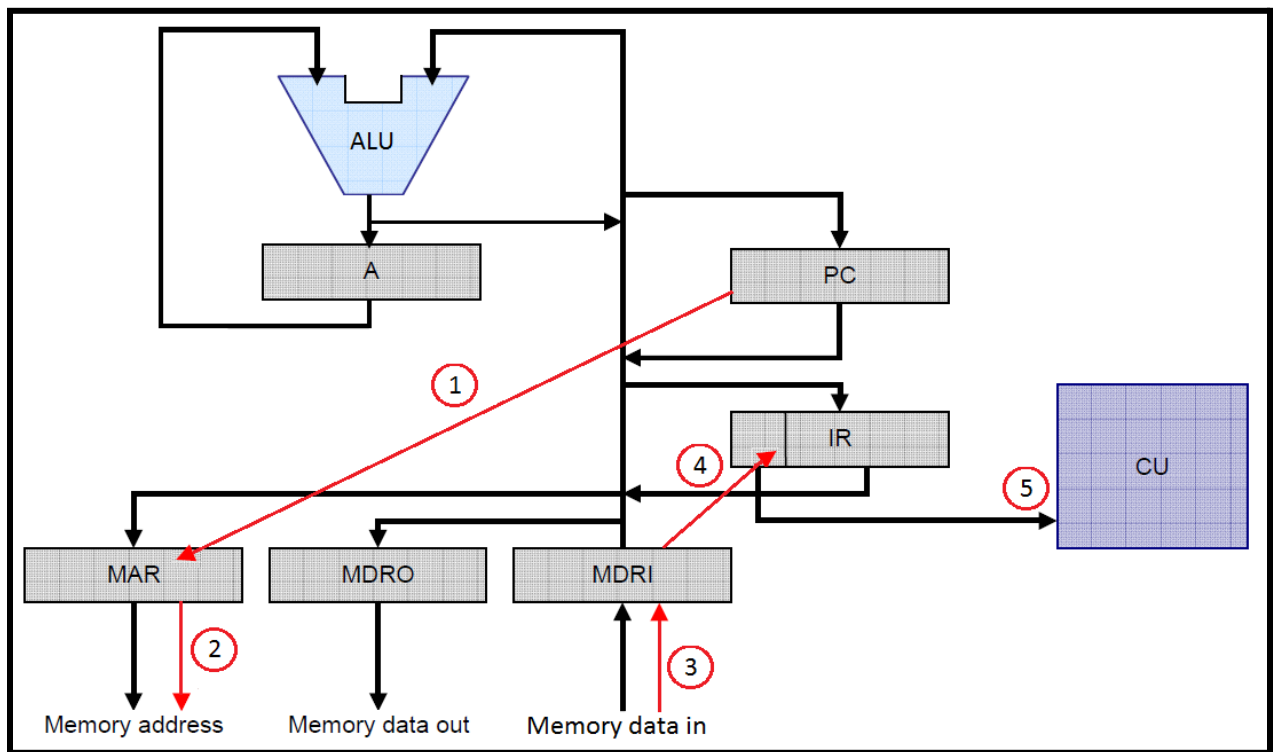 ALU
A
PC
1
IR
4
CU
5
MAR
MDRO
MDRI
2
3
Memory address
Memory data out
Memory data in